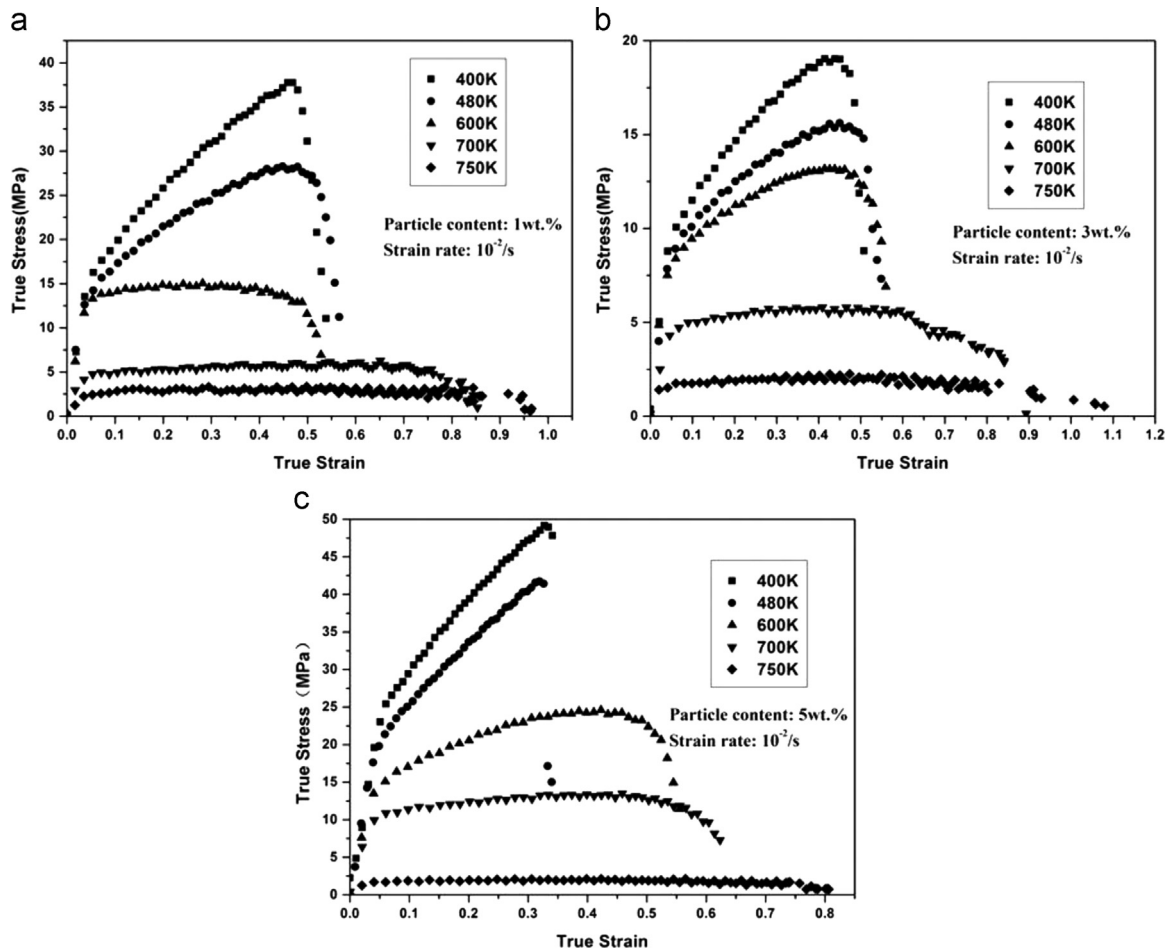 a
True Stress(MPa)
40
35
30
25
20
15
10
5
0
400K
480K
600K
700K
750K
Particle content: 1wt.%
Strain rate: 10⁻²/s
0.0 0.1 0.2 0.3 0.4 0.5 0.6 0.7 0.8 0.9 1.0
True Strain
b
True Stress(MPa)
20
15
10
5
0
400K
480K
600K
700K
750K
Particle content: 3wt.%
Strain rate: 10⁻²/s
0.0 0.1 0.2 0.3 0.4 0.5 0.6 0.7 0.8 0.9 1.0 1.1 1.2
True Strain
c
True Stress（MPa）
50
45
40
35
30
25
20
15
10
5
0
400K
480K
600K
700K
750K
Particle content: 5wt.%
Strain rate: 10⁻²/s
0.0 0.1 0.2 0.3 0.4 0.5 0.6 0.7 0.8
True Strain